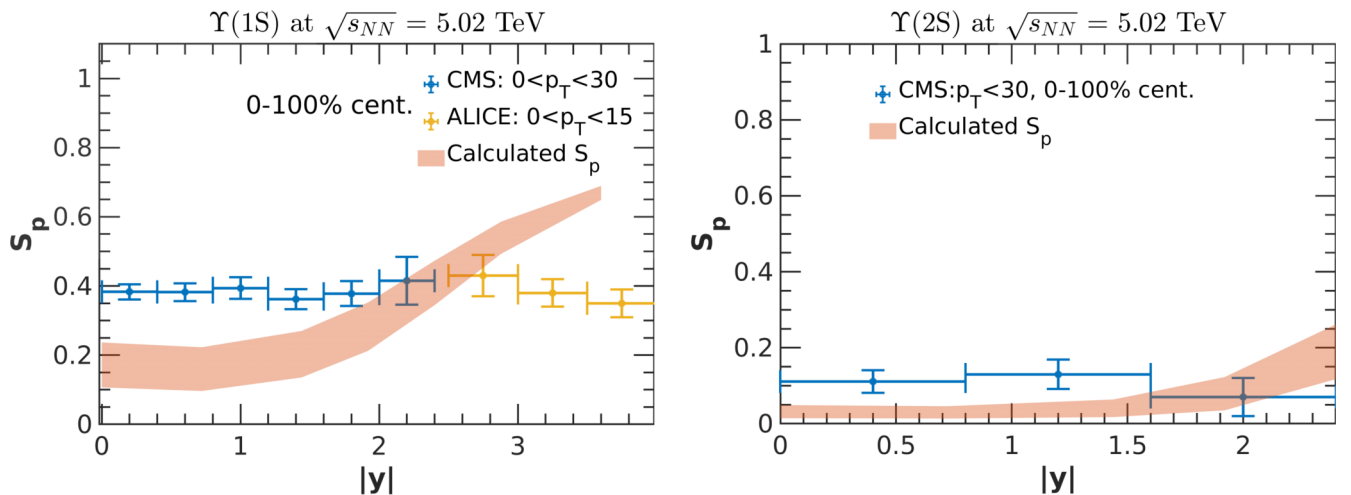 ϒ(1S) at √s_NN = 5.02 TeV
1
0.8
0.6
0.4
0.2
0
S_p
0-100% cent.
CMS: 0<p_T<30
ALICE: 0<p_T<15
Calculated S_p
0 1 2 3
|y|
ϒ(2S) at √s_NN = 5.02 TeV
1
0.8
0.6
0.4
0.2
0
S_p
CMS:p_T<30, 0-100% cent.
Calculated S_p
0 0.5 1 1.5 2
|y|